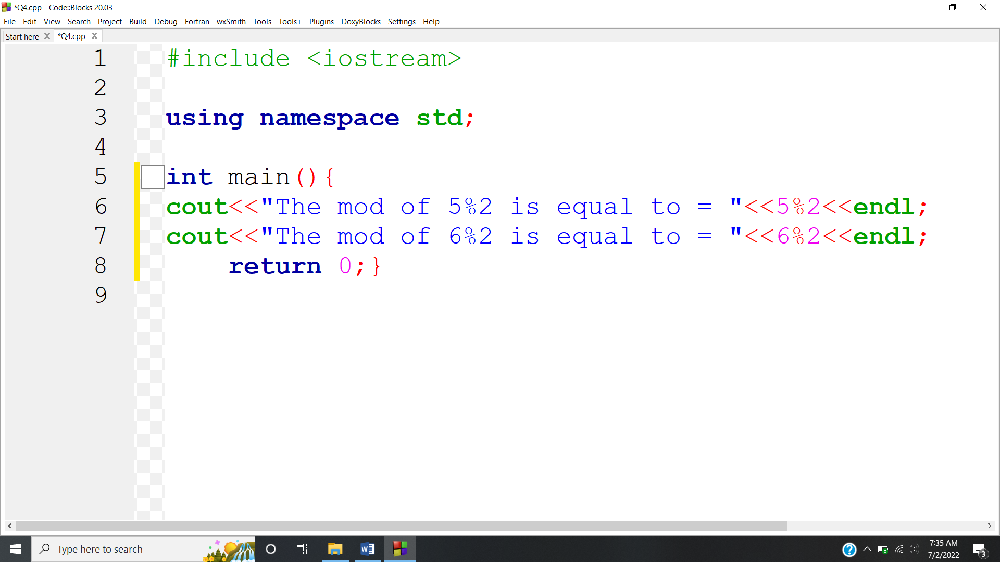 *Q4.cpp - Code::Blocks 20.03
File Edit View Search Project Build Debug Fortran wxSmith Tools Tools+ Plugins DoxyBlocks Settings Help
Start here *Q4.cpp
1 #include <iostream>
2
3 using namespace std;
4
5 int main(){
6 cout<<"The mod of 5%2 is equal to = "<<5%2<<endl;
7 cout<<"The mod of 6%2 is equal to = "<<6%2<<endl;
8 return 0;}
9
Type here to search
7:35 AM
7/2/2022
3